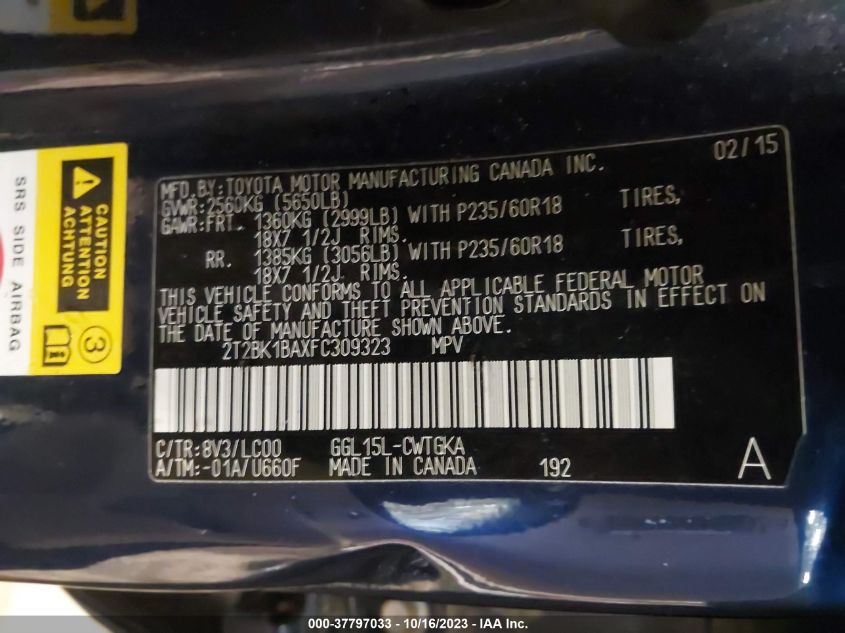 MFD. BY: TOYOTA MOTOR MANUFACTURING CANADA INC. 02/15
GVWR: 2560KG (5650LB)
GAWR: FRT. 1360KG (2999LB) WITH P235/60R18 TIRES,
18X7 1/2J RIMS.
RR. 1385KG (3056LB) WITH P235/60R18 TIRES,
18X7 1/2J RIMS.
THIS VEHICLE CONFORMS TO ALL APPLICABLE FEDERAL MOTOR
VEHICLE SAFETY AND THEFT PREVENTION STANDARDS IN EFFECT ON
THE DATE OF MANUFACTURE SHOWN ABOVE.
2T2BK1BAXFC309323 MPV
C/TR: 8V3/LC00 GGL15L-CWTGKA
A/TM: -01A/U660F MADE IN CANADA 192 A
SRS SIDE AIRBAG
CAUTION
ATTENTION
ACHTUNG
3
000-37797033 - 10/16/2023 - IAA Inc.